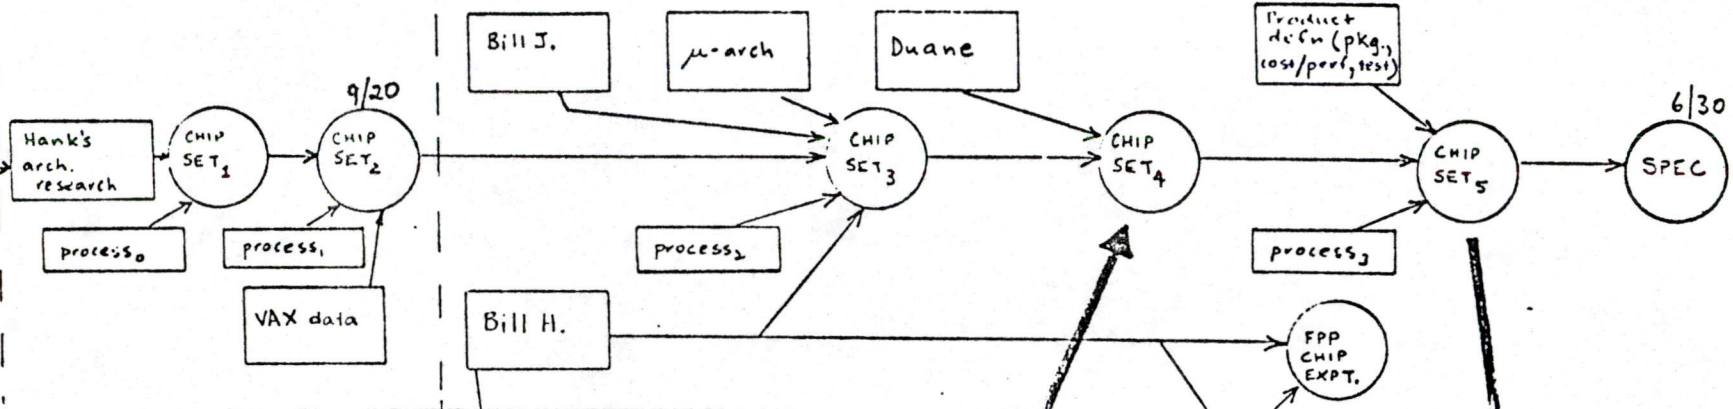 Bill J.
μ-arch
Duane
Product
defn (pkg.,
cost/perf, test)
9/20
6/30
Hank's
arch.
research
CHIP
SET1
CHIP
SET2
CHIP
SET3
CHIP
SET4
CHIP
SET5
SPEC
process0
process1
process2
process3
VAX data
Bill H.
FPP
CHIP
EXPT.